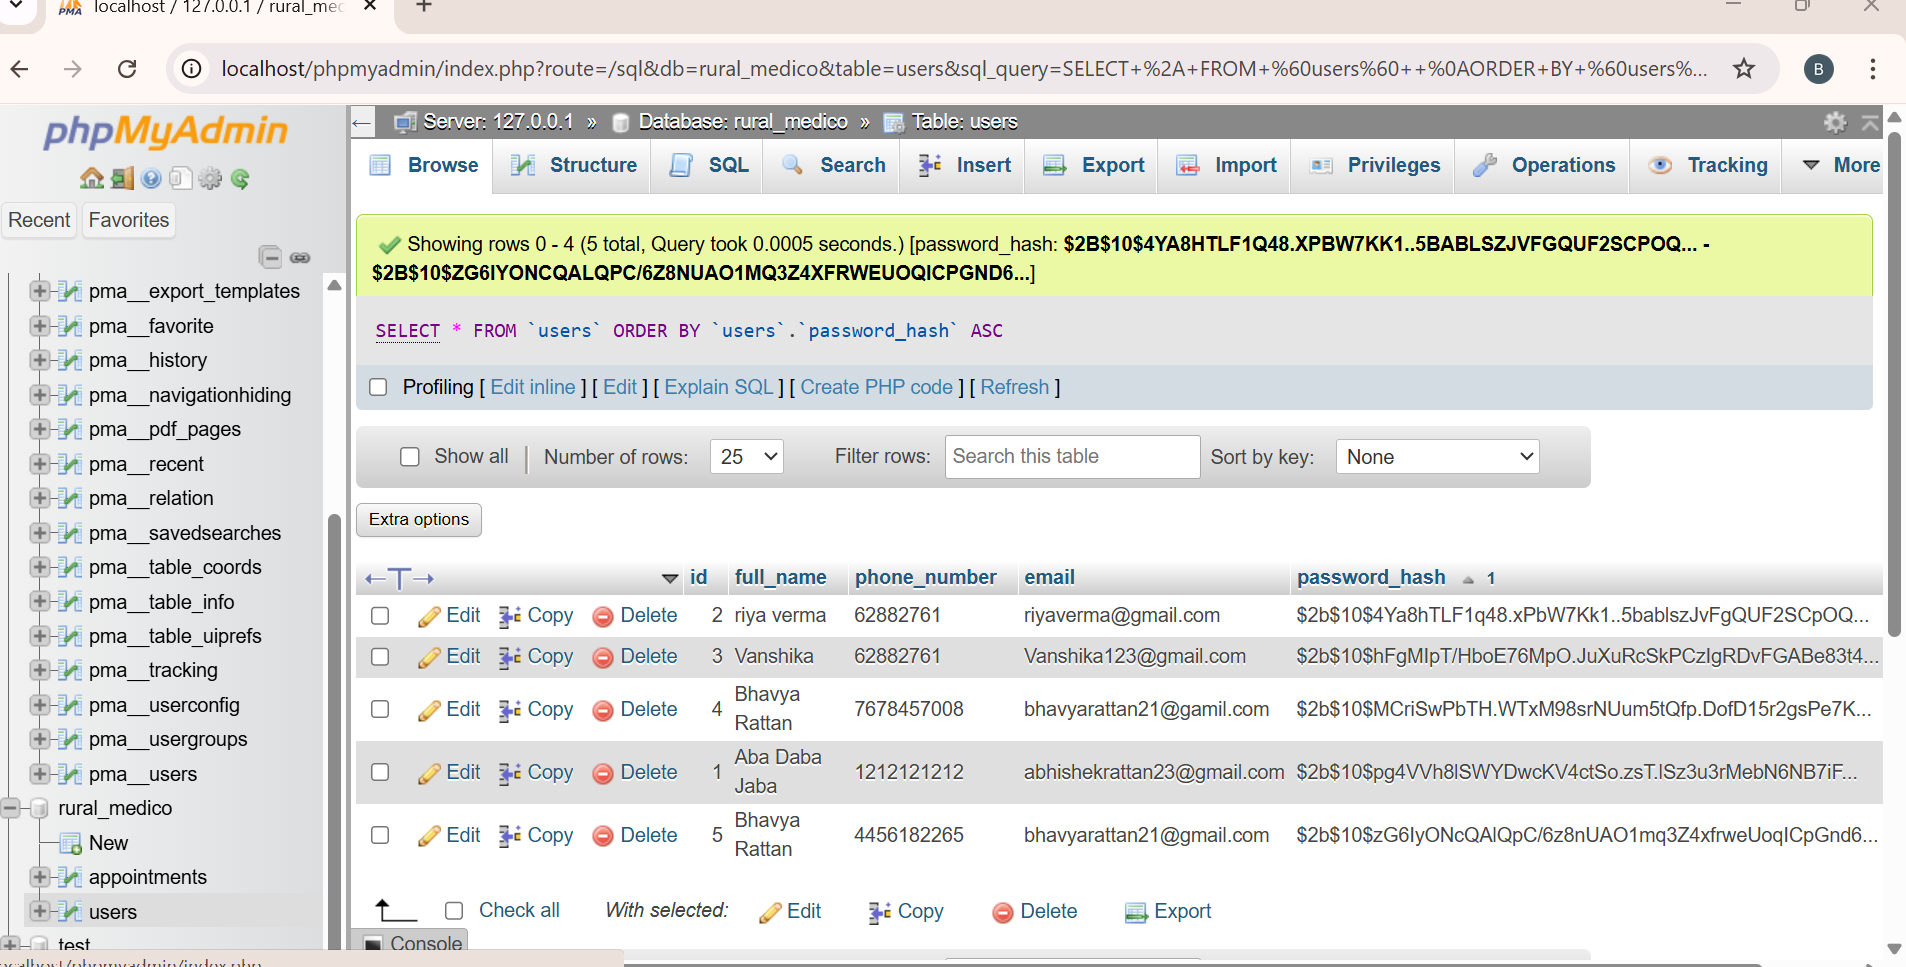 localhost / 127.0.0.1 / rural_med
localhost/phpmyadmin/index.php?route=/sql&db=rural_medico&table=users&sql_query=SELECT+%2A+FROM+%60users%60++%0AORDER+BY+%60users%...
B
phpMyAdmin
Recent Favorites
pma__export_templates
pma__favorite
pma__history
pma__navigationhiding
pma__pdf_pages
pma__recent
pma__relation
pma__savedsearches
pma__table_coords
pma__table_info
pma__table_uiprefs
pma__tracking
pma__userconfig
pma__usergroups
pma__users
rural_medico
New
appointments
users
test
Server: 127.0.0.1 » Database: rural_medico » Table: users
Browse Structure SQL Search Insert Export Import Privileges Operations Tracking More
Showing rows 0 - 4 (5 total, Query took 0.0005 seconds.) [password_hash: $2B$10$4YA8HTLF1Q48.XPBW7KK1..5BABLSZJVFGQUF2SCPOQ... -
$2B$10$ZG6IYONCQALQPC/6Z8NUAO1MQ3Z4XFRWEUOQICPGND6...]
SELECT * FROM `users` ORDER BY `users`.`password_hash` ASC
Profiling [ Edit inline ] [ Edit ] [ Explain SQL ] [ Create PHP code ] [ Refresh ]
Show all | Number of rows: 25 Filter rows: Search this table Sort by key: None
Extra options
←T→ id full_name phone_number email password_hash 1
Edit Copy Delete 2 riya verma 62882761 riyaverma@gmail.com $2b$10$4Ya8hTLF1q48.xPbW7Kk1..5bablszJvFgQUF2SCpOQ...
Edit Copy Delete 3 Vanshika 62882761 Vanshika123@gmail.com $2b$10$hFgMIpT/HboE76MpO.JuXuRcSkPCzIgRDvFGABe83t4...
Edit Copy Delete 4 Bhavya Rattan 7678457008 bhavyarattan21@gamil.com $2b$10$MCriSwPbTH.WTxM98srNUum5tQfp.DofD15r2gsPe7K...
Edit Copy Delete 1 Aba Daba Jaba 1212121212 abhishekrattan23@gmail.com $2b$10$pg4VVh8lSWYDwcKV4ctSo.zsT.lSz3u3rMebN6NB7iF...
Edit Copy Delete 5 Bhavya Rattan 4456182265 bhavyarattan21@gmail.com $2b$10$zG6IyONcQAlQpC/6z8nUAO1mq3Z4xfrweUoqICpGnd6...
Check all With selected: Edit Copy Delete Export
Console